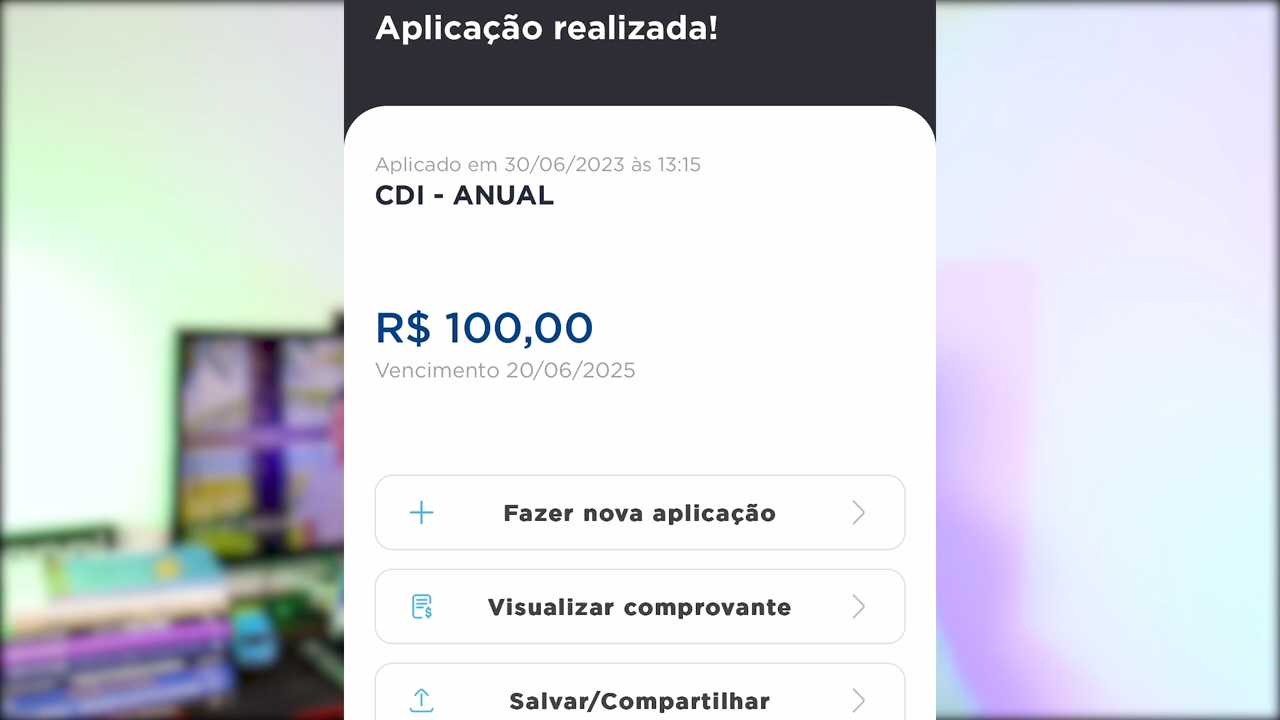 Aplicação realizada!
Aplicado em 30/06/2023 às 13:15
CDI - ANUAL
R$ 100,00
Vencimento 20/06/2025
Fazer nova aplicação
Visualizar comprovante
Salvar/Compartilhar